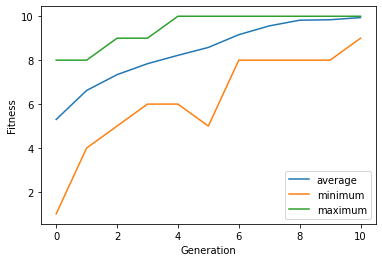 10
8
6
4
2
Fitness
0 2 4 6 8 10
Generation
average
minimum
maximum